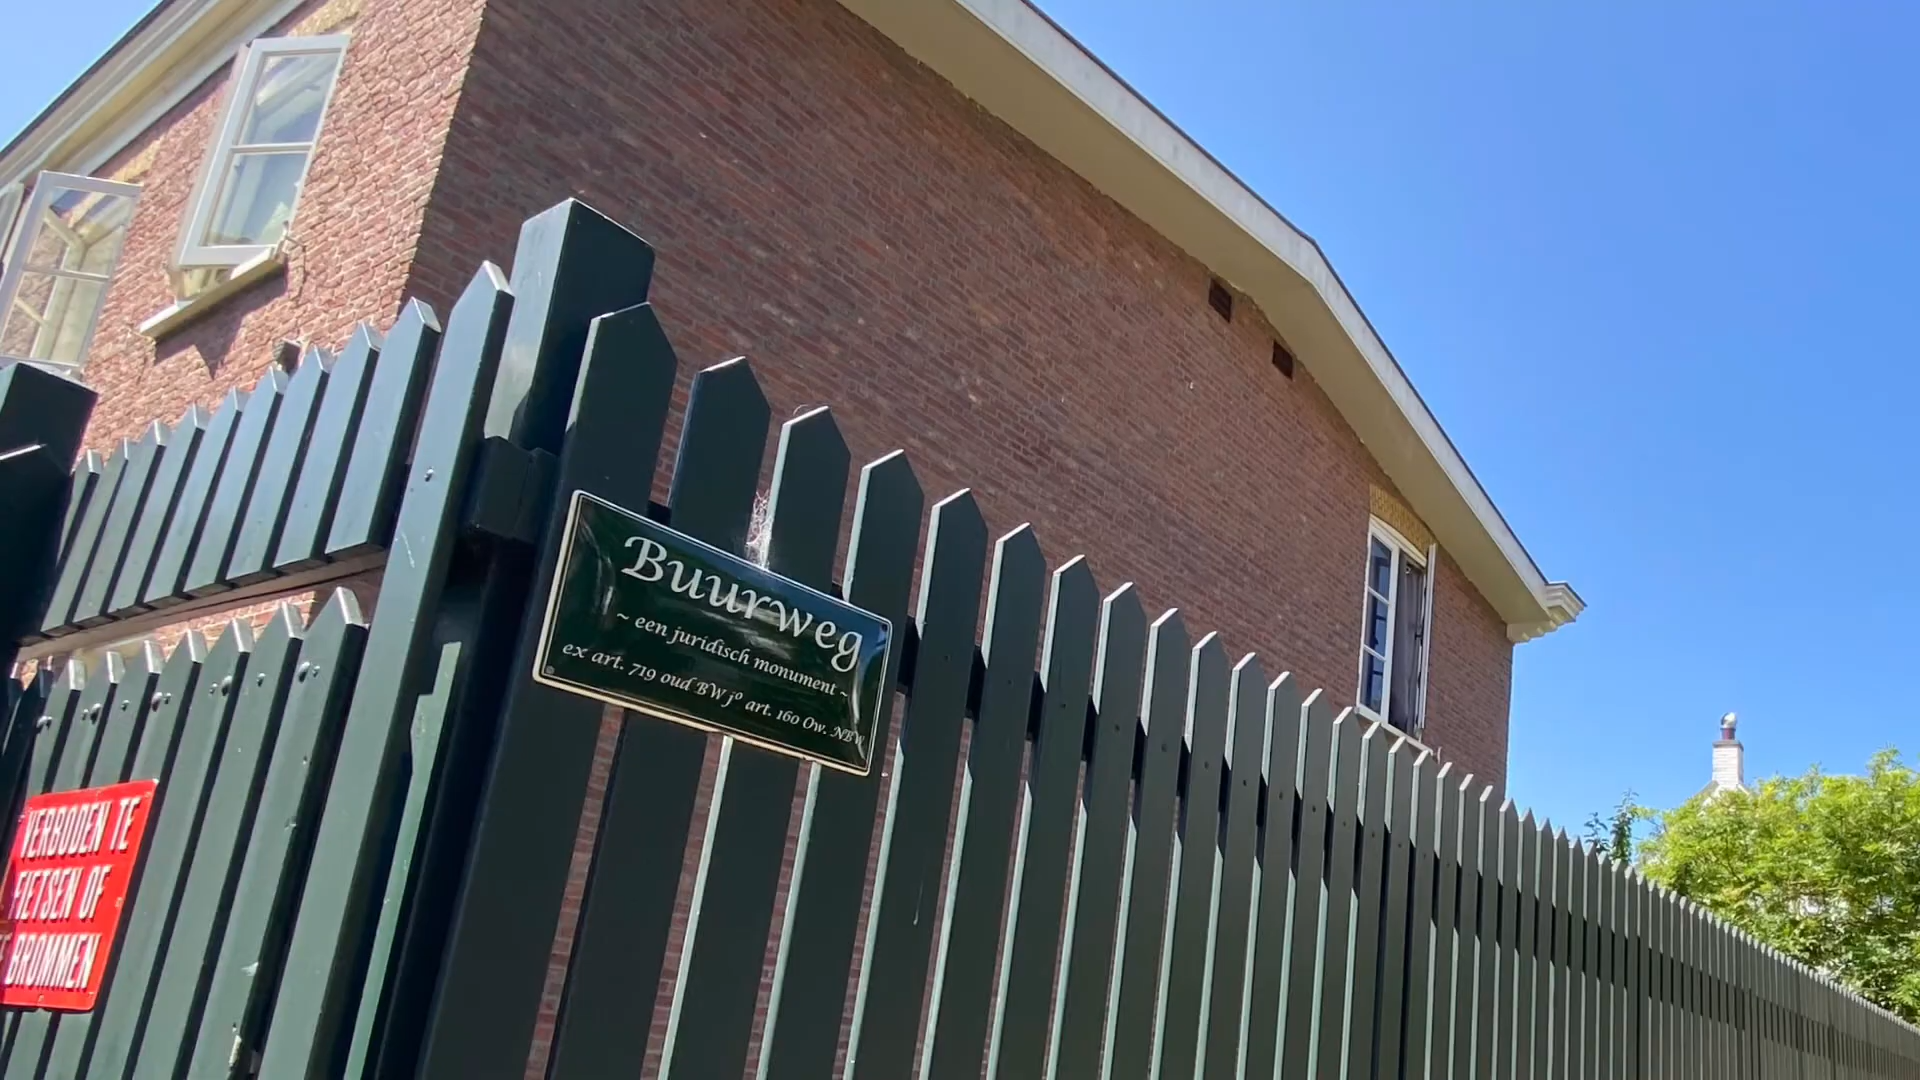 Buurweg
~ een juridisch monument ~
ex art. 719 oud BW jº art. 160 Ow. NBW
VERBODEN TE
FIETSEN OF
TE BROMMEN